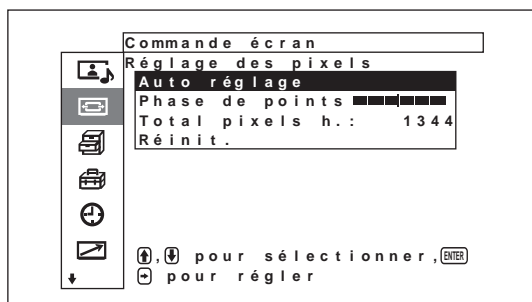 Commande écran
Réglage des pixels
Auto réglage
Phase de points
Total pixels h.: 1344
Réinit.
, pour sélectionner, ENTER
pour régler